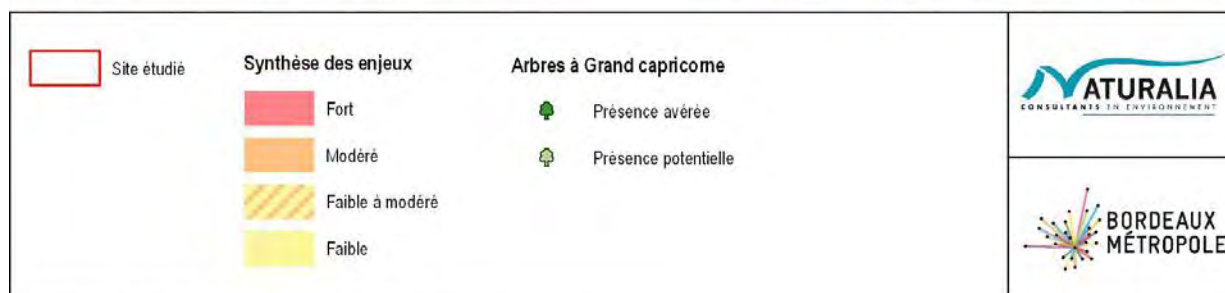 Site étudié
Synthèse des enjeux
Fort
Modéré
Faible à modéré
Faible
Arbres à Grand capricorne
Présence avérée
Présence potentielle
NATURALIA
CONSULTANTS EN ENVIRONNEMENT
BORDEAUX
MÉTROPOLE